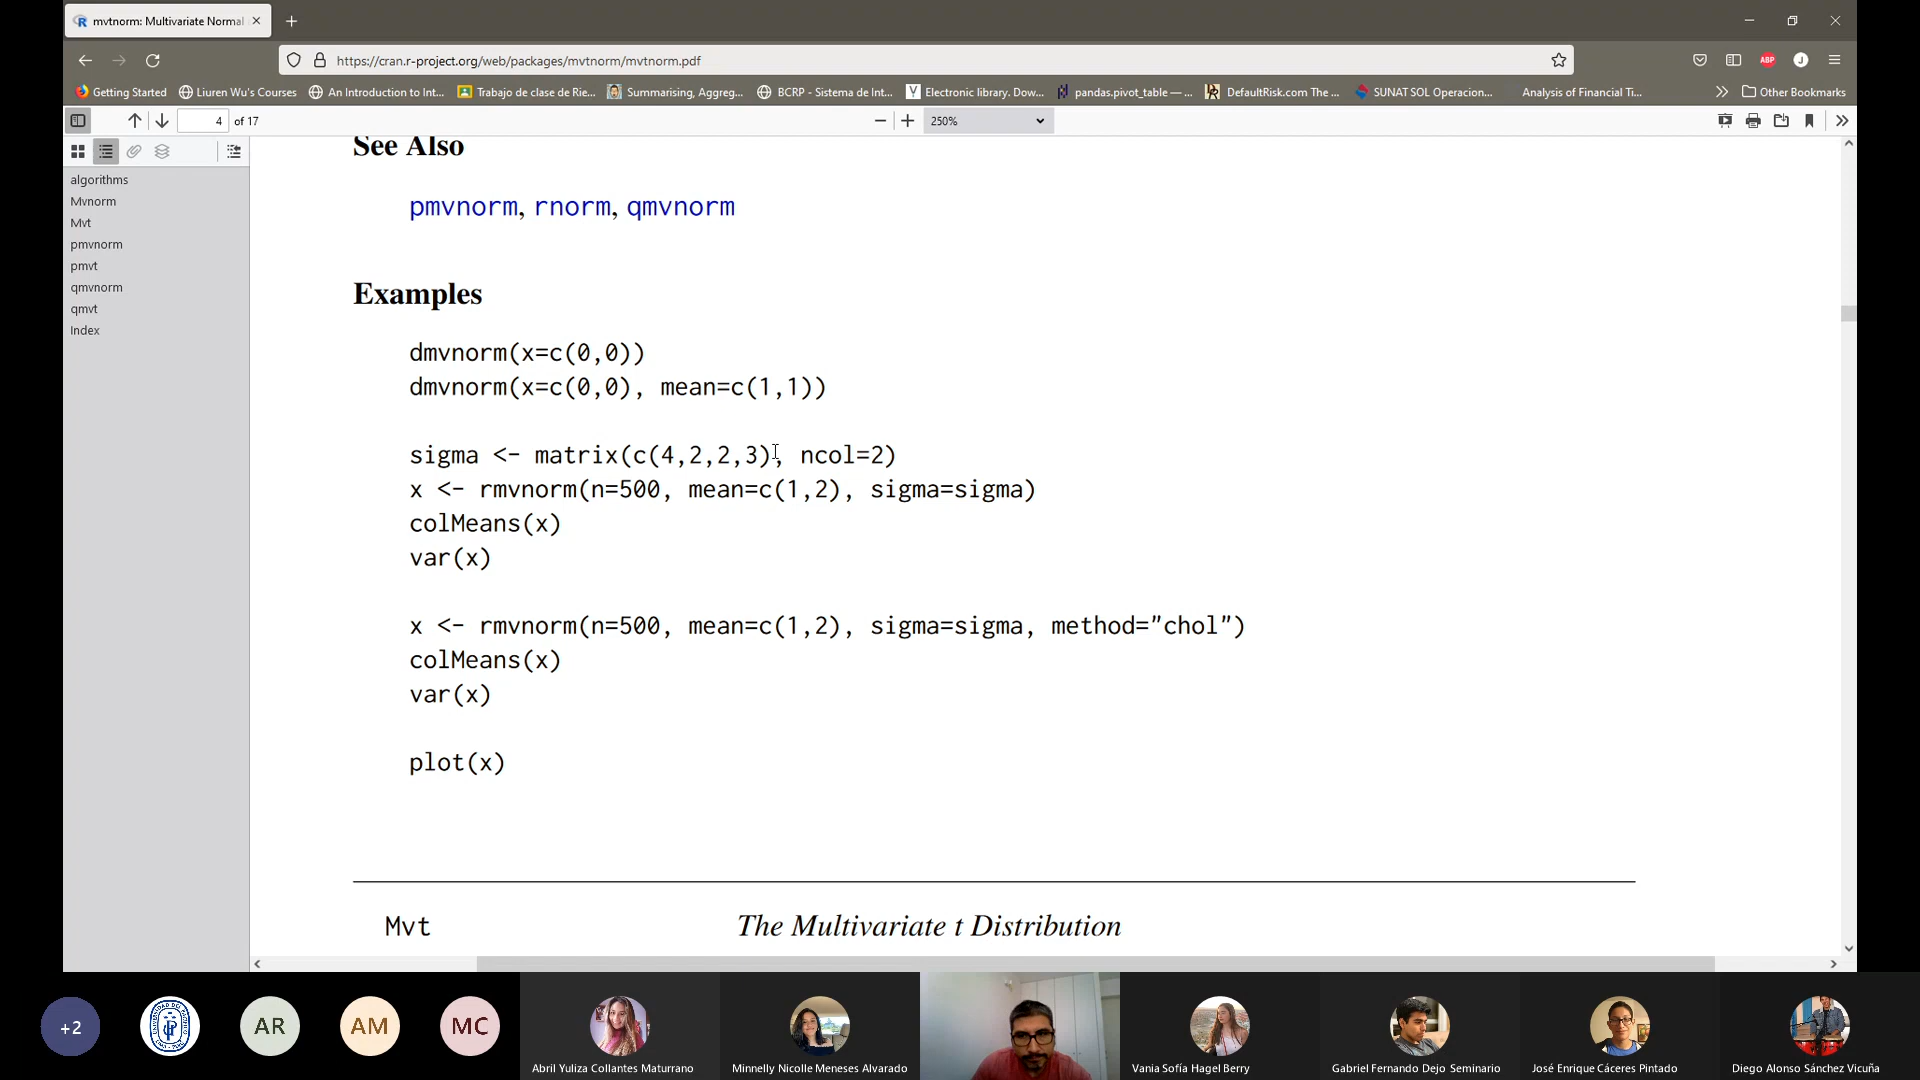 mvtnorm: Multivariate Normal
https://cran.r-project.org/web/packages/mvtnorm/mvtnorm.pdf
ABP
J
Getting Started
Liuren Wu's Courses
An Introduction to Int...
Trabajo de clase de Rie...
Summarising, Aggreg...
BCRP - Sistema de Int...
Electronic library. Dow...
pandas.pivot_table — ...
DefaultRisk.com The ...
SUNAT SOL Operacion...
Analysis of Financial Ti...
Other Bookmarks
4 of 17
250%
algorithms
Mvnorm
Mvt
pmvnorm
pmvt
qmvnorm
qmvt
Index
See Also
pmvnorm, rnorm, qmvnorm
Examples
dmvnorm(x=c(0,0))
dmvnorm(x=c(0,0), mean=c(1,1))
sigma <- matrix(c(4,2,2,3), ncol=2)
x <- rmvnorm(n=500, mean=c(1,2), sigma=sigma)
colMeans(x)
var(x)
x <- rmvnorm(n=500, mean=c(1,2), sigma=sigma, method="chol")
colMeans(x)
var(x)
plot(x)
Mvt The Multivariate t Distribution
+2
AR
AM
MC
Abril Yuliza Collantes Maturrano
Minnelly Nicolle Meneses Alvarado
Vania Sofía Hagel Berry
Gabriel Fernando Dejo Seminario
José Enrique Cáceres Pintado
Diego Alonso Sánchez Vicuña